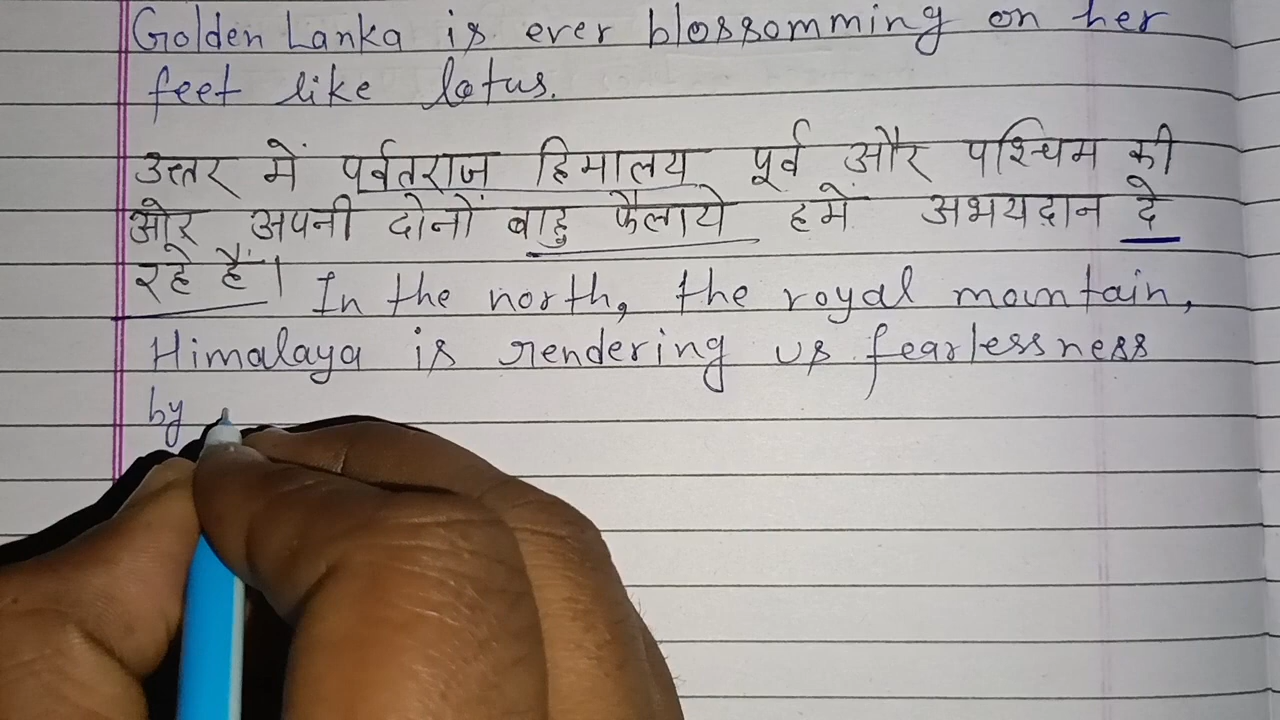 Golden Lanka is ever blossomming on her
feet like lotus.
उत्तर में पर्वतराज हिमालय पूर्व और पश्चिम की
ओर अपनी दोनों बाहु फैलाये हमें अभयदान दे
रहे हैं। In the north, the royal mountain,
Himalaya is rendering us fearlessness
by